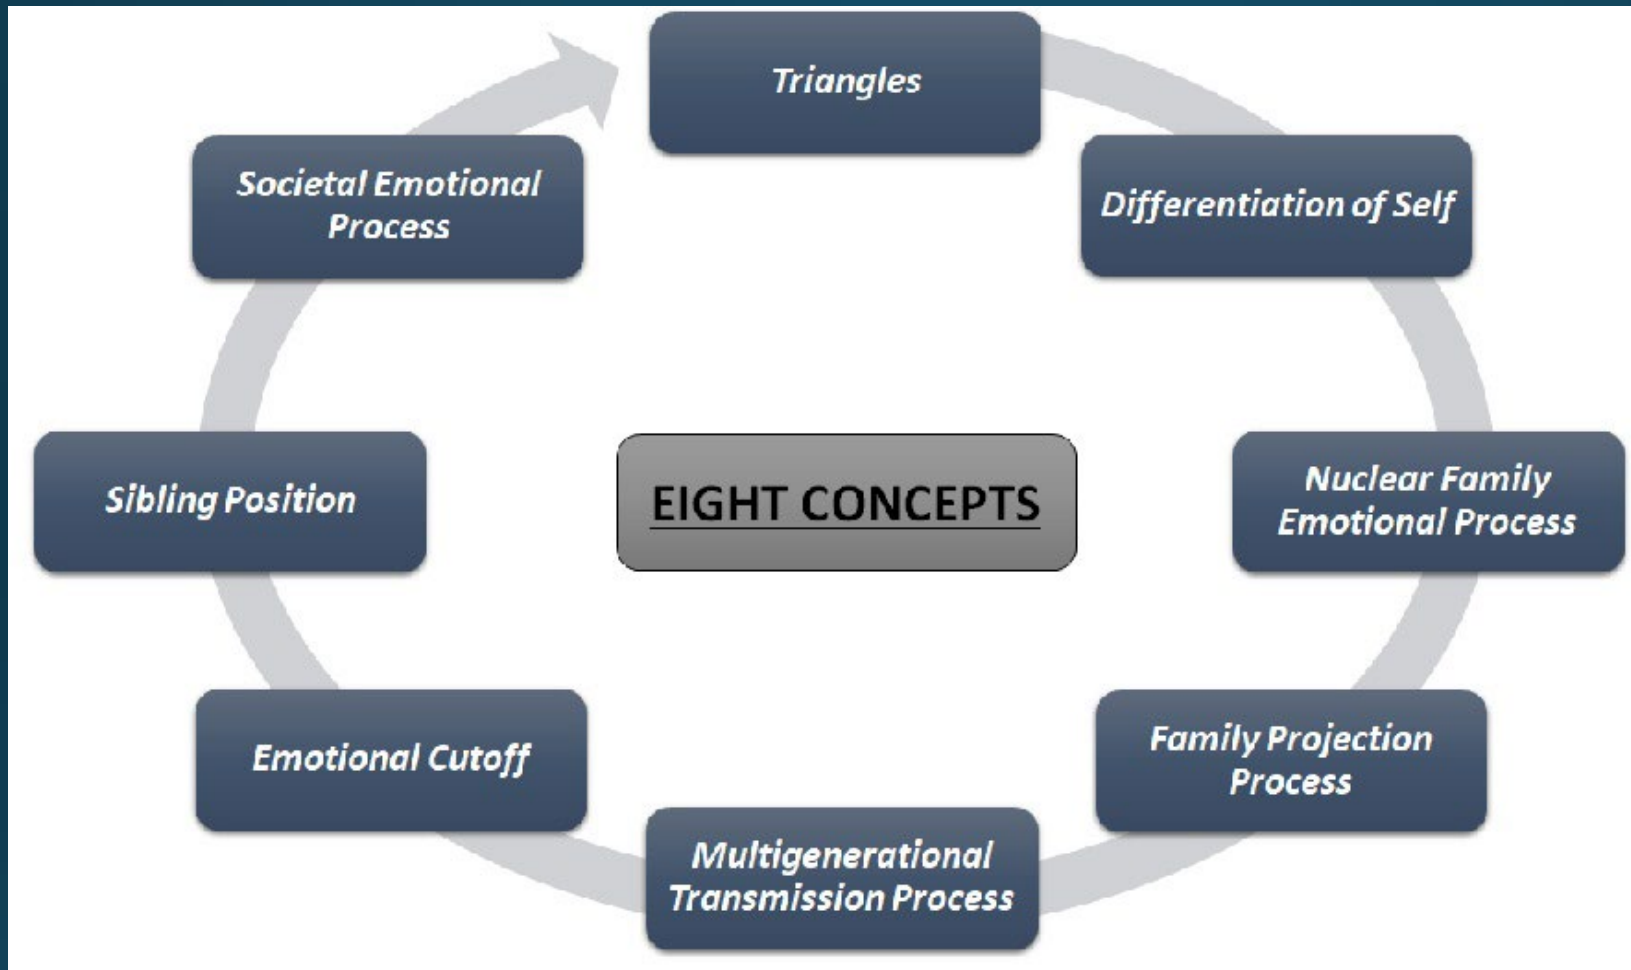 Triangles
Differentiation of Self
Nuclear Family
Emotional Process
Family Projection
Process
Multigenerational
Transmission Process
Emotional Cutoff
Sibling Position
Societal Emotional
Process
EIGHT CONCEPTS